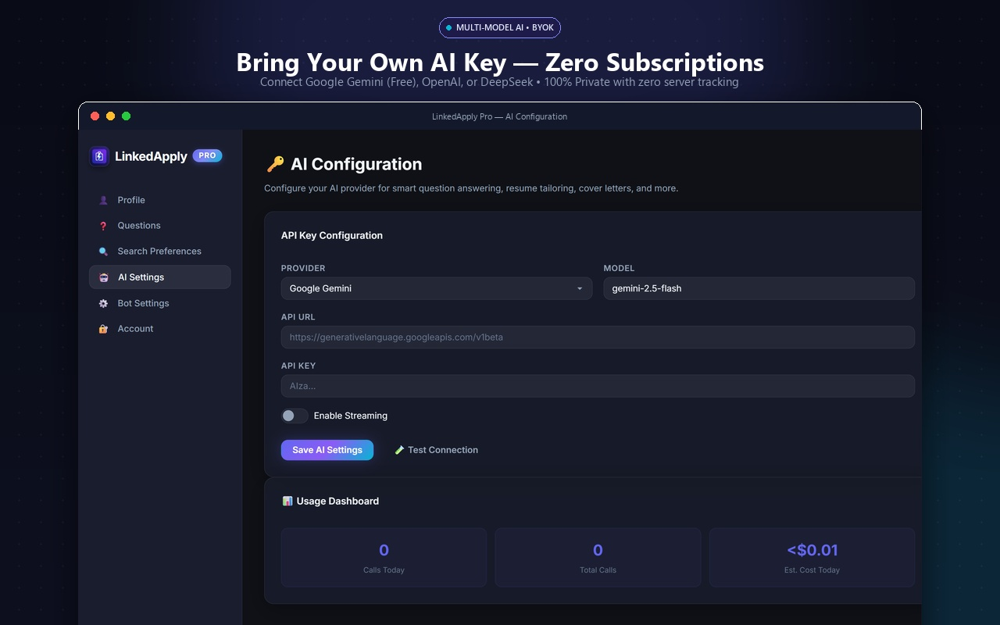 MULTI-MODEL AI • BYOK
Bring Your Own AI Key — Zero Subscriptions
Connect Google Gemini (Free), OpenAI, or DeepSeek • 100% Private with zero server tracking
LinkedApply Pro — AI Configuration
LinkedApply PRO
Profile
Questions
Search Preferences
AI Settings
Bot Settings
Account
AI Configuration
Configure your AI provider for smart question answering, resume tailoring, cover letters, and more.
API Key Configuration
PROVIDER MODEL
Google Gemini gemini-2.5-flash
API URL
https://generativelanguage.googleapis.com/v1beta
API KEY
AIza...
Enable Streaming
Save AI Settings Test Connection
Usage Dashboard
0 0 <$0.01
Calls Today Total Calls Est. Cost Today